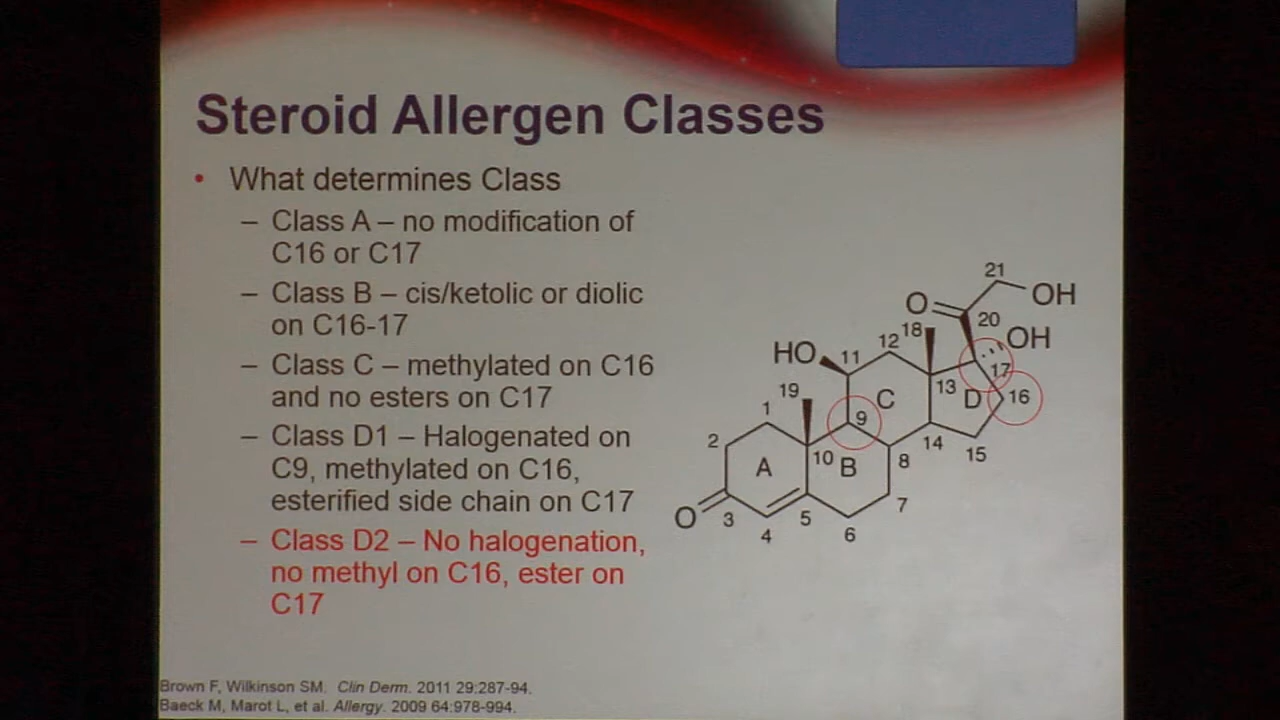 Steroid Allergen Classes
• What determines Class
– Class A – no modification of
C16 or C17
– Class B – cis/ketolic or diolic
on C16-17
– Class C – methylated on C16
and no esters on C17
– Class D1 – Halogenated on
C9, methylated on C16,
esterified side chain on C17
– Class D2 – No halogenation,
no methyl on C16, ester on
C17
21
O
OH
20
18
OH
12
HO
11
17
19
13
D
16
C
1
9
2
14
15
10
A
B
8
O
3
5
7
4
6
Brown F, Wilkinson SM. Clin Derm. 2011 29:287-94.
Baeck M, Marot L, et al. Allergy. 2009 64:978-994.